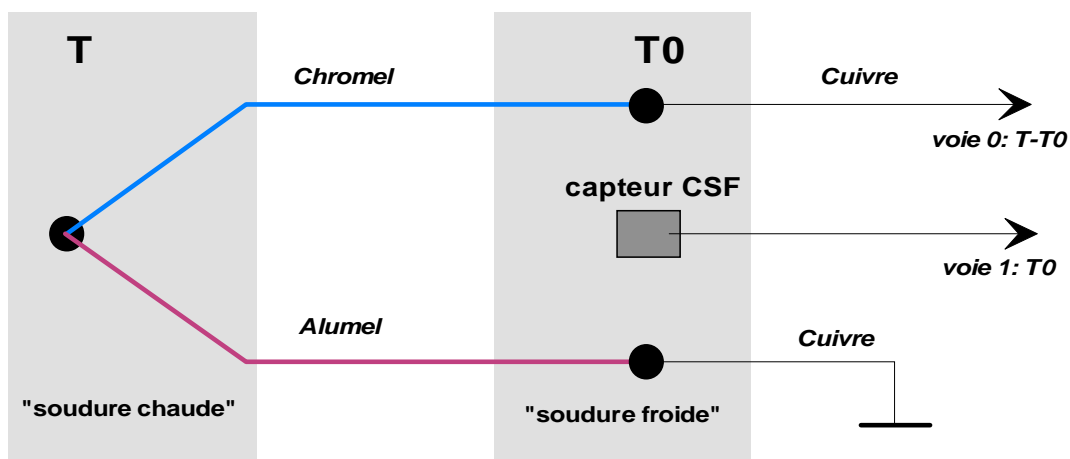 T
T0
Chromel
Cuivre
voie 0: T-T0
capteur CSF
voie 1: T0
Alumel
Cuivre
"soudure chaude"
"soudure froide"